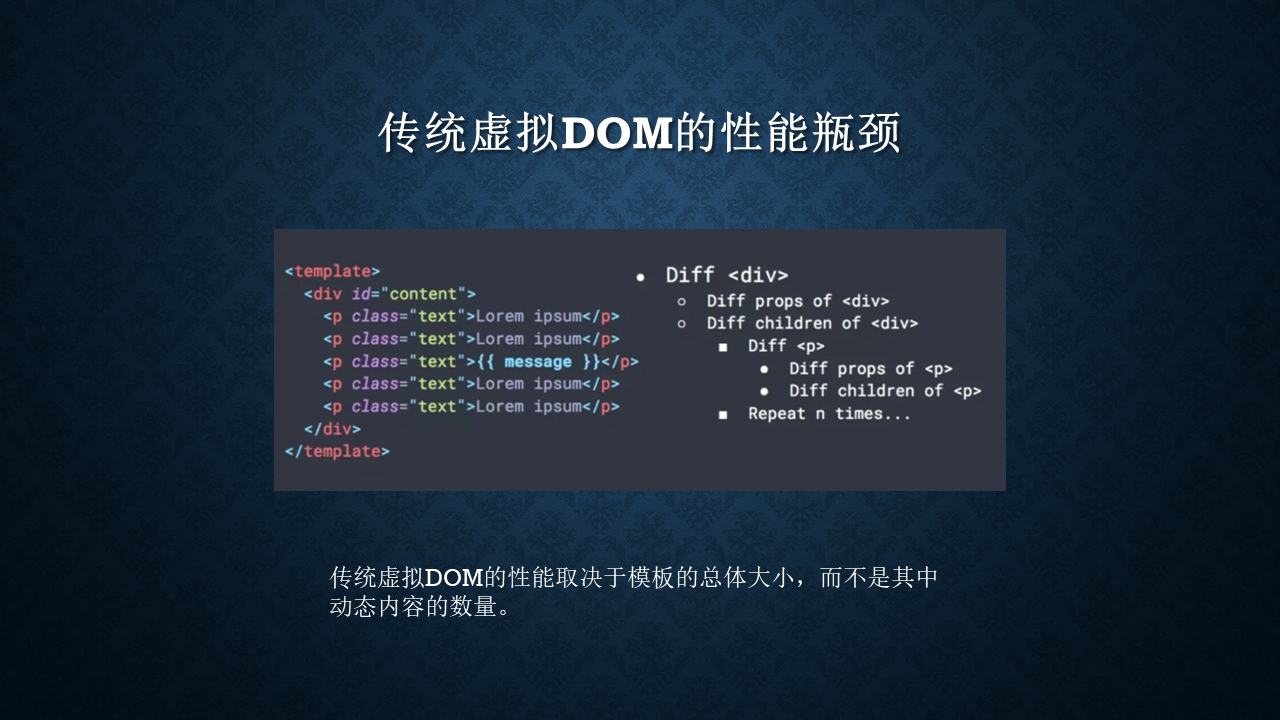 传统虚拟DOM的性能瓶颈
<template>
<div id="content">
<p class="text">Lorem ipsum</p>
<p class="text">Lorem ipsum</p>
<p class="text">{{ message }}</p>
<p class="text">Lorem ipsum</p>
<p class="text">Lorem ipsum</p>
</div>
</template>
Diff <div>
Diff props of <div>
Diff children of <div>
Diff <p>
Diff props of <p>
Diff children of <p>
Repeat n times...
传统虚拟DOM的性能取决于模板的总体大小，而不是其中
动态内容的数量。